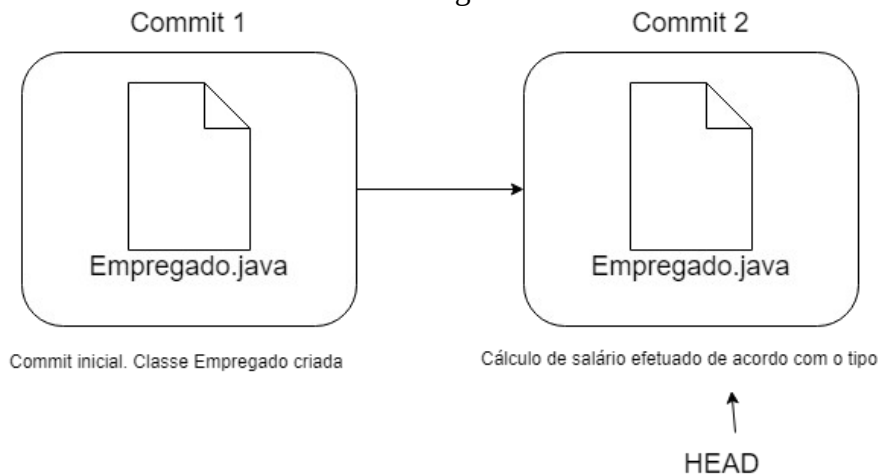 Commit 1
Commit 2
Empregado.java
Empregado.java
Commit inicial. Classe Empregado criada
Cálculo de salário efetuado de acordo com o tipo
HEAD